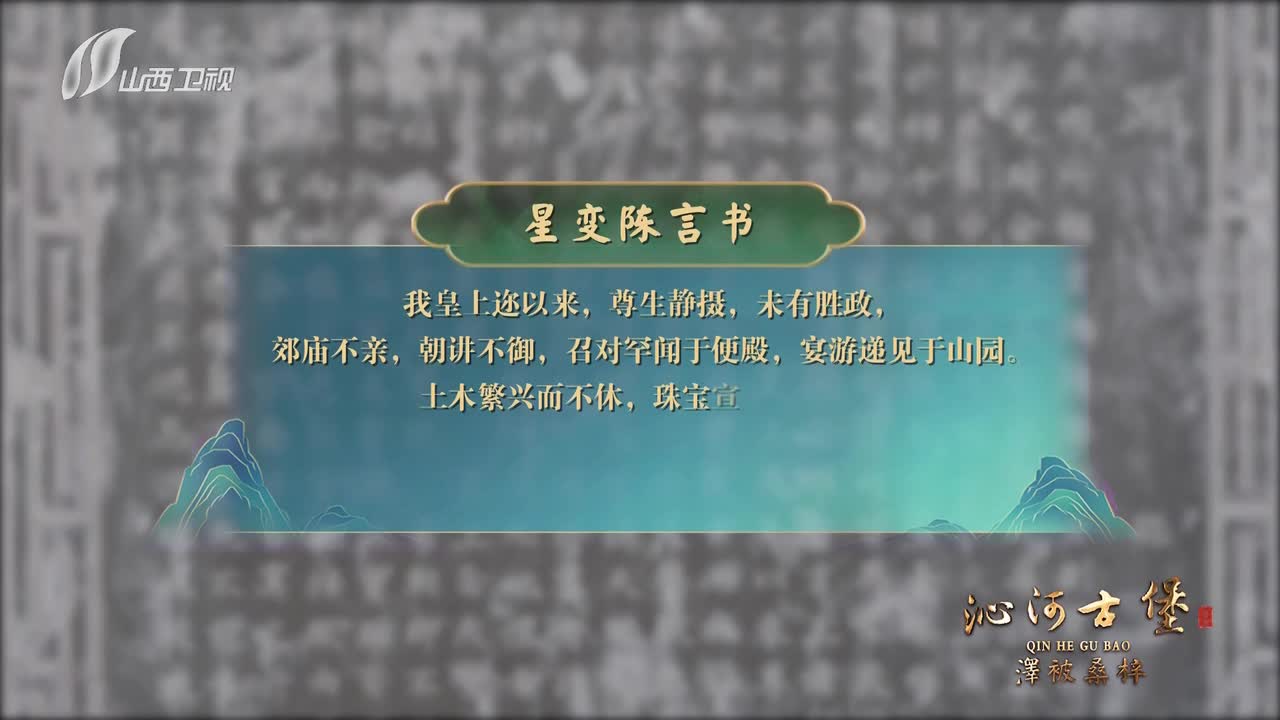 山西卫视
星变陈言书
我皇上迩以来，尊生静摄，未有胜政，
郊庙不亲，朝讲不御，召对罕闻于便殿，宴游递见于山园。
土木繁兴而不休，珠宝宣
沁河古堡
QIN HE GU BAO
澤被桑梓